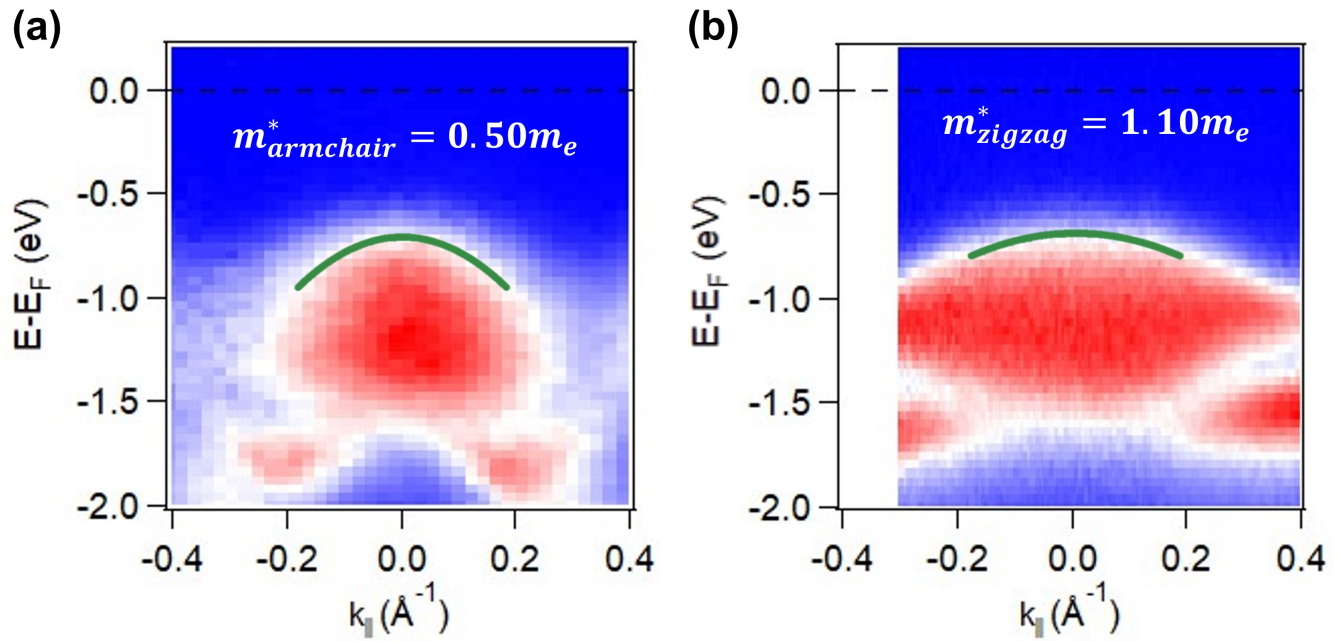 (a)
m*armchair = 0.50me
0.0
-0.5
-1.0
-1.5
-2.0
E-EF (eV)
-0.4 -0.2 0.0 0.2 0.4
k∥ (Å-1)
(b)
m*zigzag = 1.10me
0.0
-0.5
-1.0
-1.5
-2.0
E-EF (eV)
-0.4 -0.2 0.0 0.2 0.4
k∥ (Å-1)